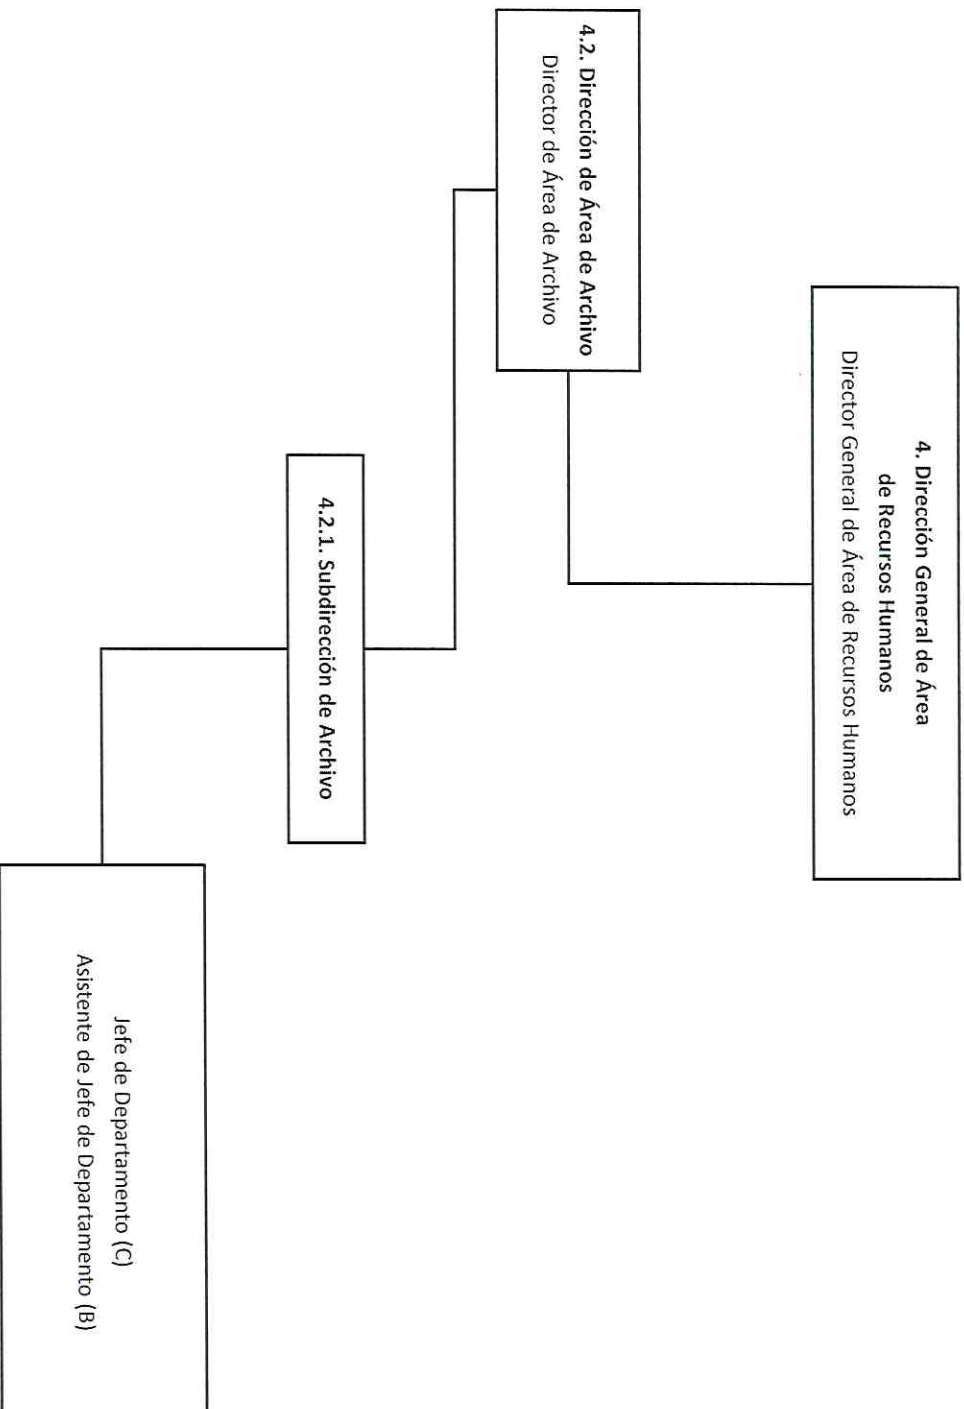 4. Dirección General de Área
de Recursos Humanos
Director General de Área de Recursos Humanos
4.2. Dirección de Área de Archivo
Director de Área de Archivo
4.2.1. Subdirección de Archivo
Jefe de Departamento (C)
Asistente de Jefe de Departamento (B)